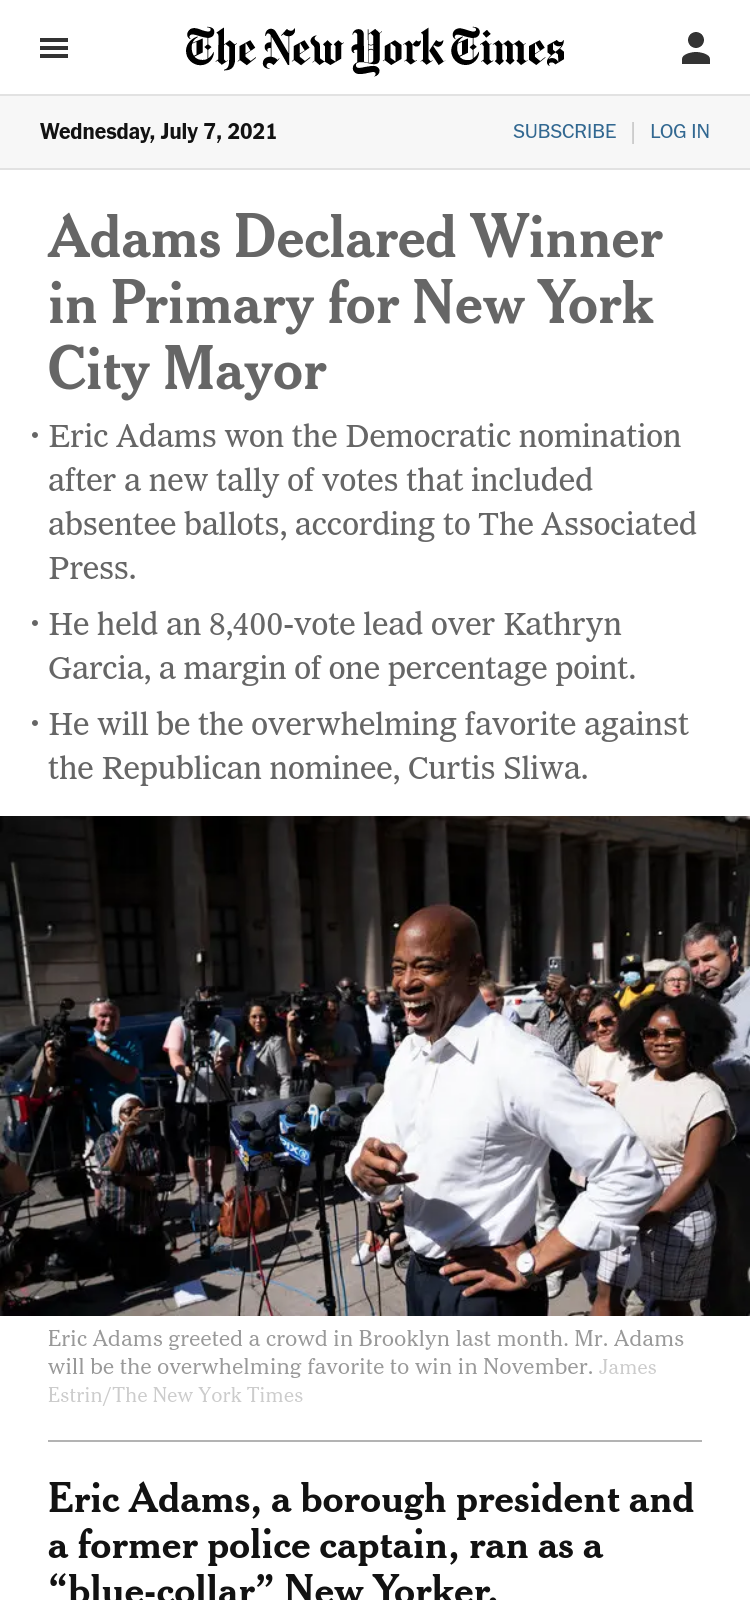 The New York Times
Wednesday, July 7, 2021
SUBSCRIBE | LOG IN
Adams Declared Winner
in Primary for New York
City Mayor
• Eric Adams won the Democratic nomination
after a new tally of votes that included
absentee ballots, according to The Associated
Press.
• He held an 8,400-vote lead over Kathryn
Garcia, a margin of one percentage point.
• He will be the overwhelming favorite against
the Republican nominee, Curtis Sliwa.
Eric Adams greeted a crowd in Brooklyn last month. Mr. Adams
will be the overwhelming favorite to win in November. James
Estrin/The New York Times
Eric Adams, a borough president and
a former police captain, ran as a
“blue-collar” New Yorker.